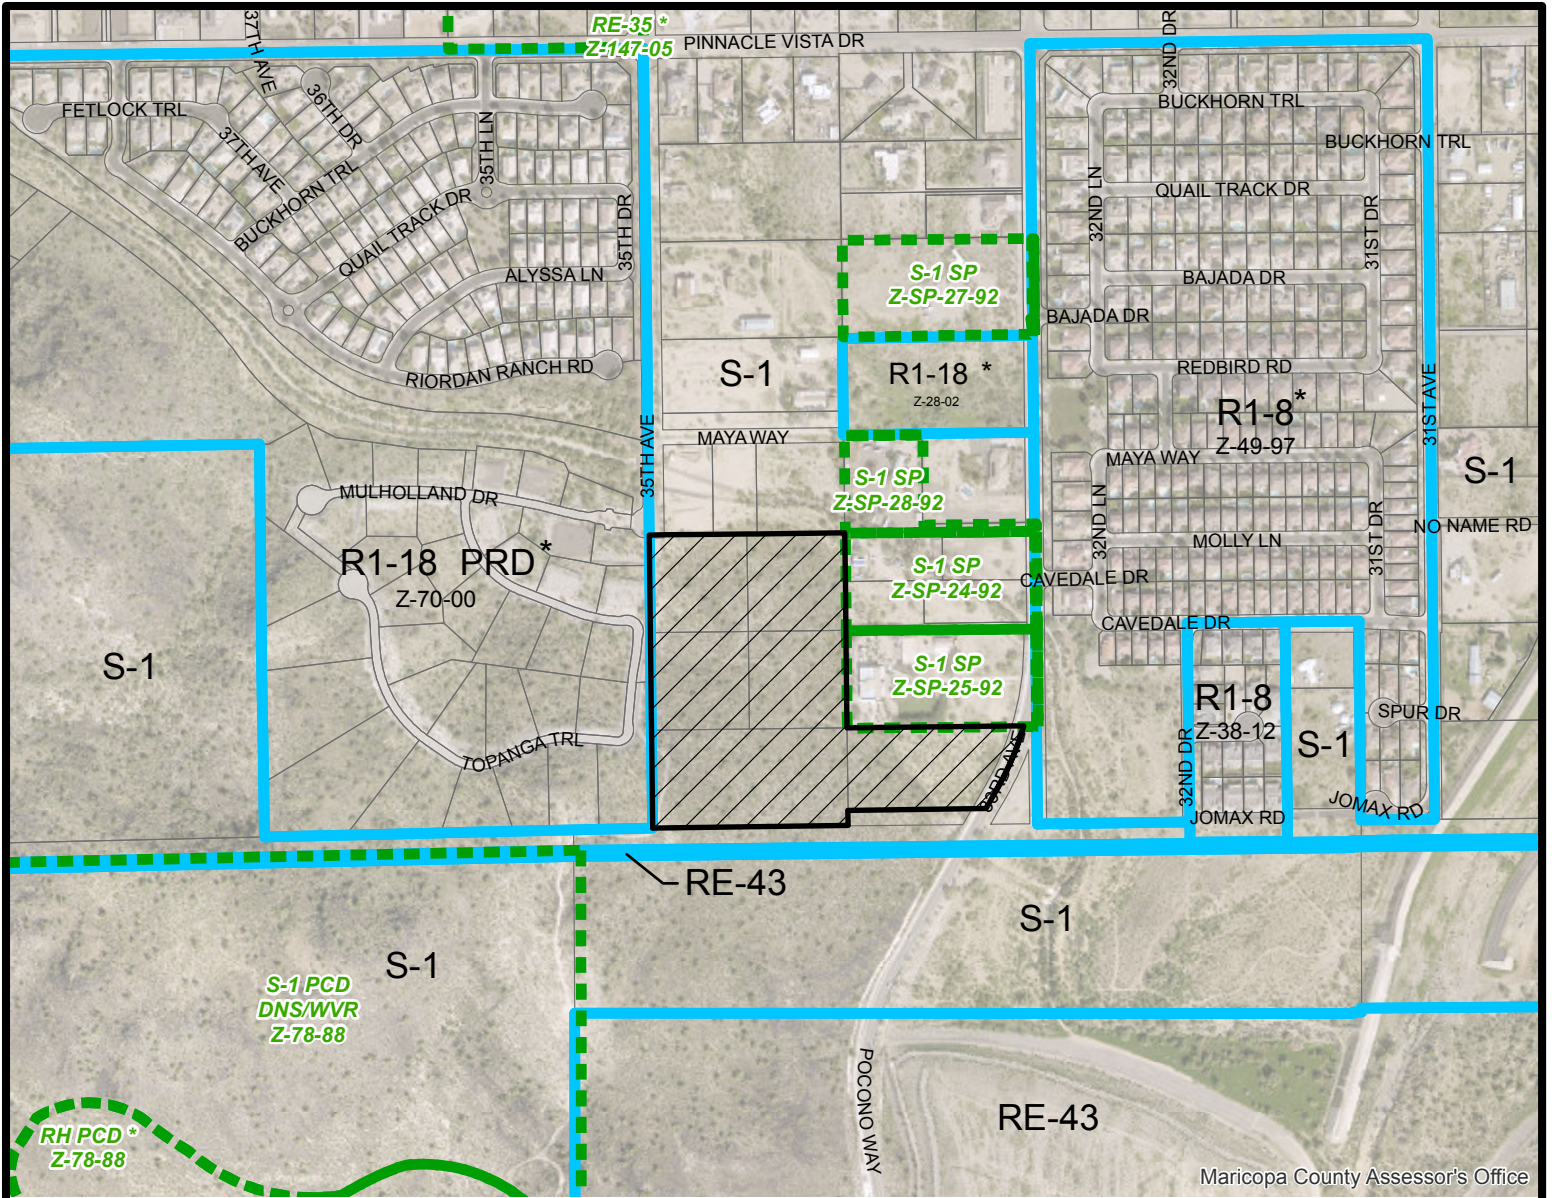 RE-35 *
Z-147-05
PINNACLE VISTA DR
37TH AVE
32ND DR
FETLOCK TRL
36TH DR
37TH AVE
35TH LN
BUCKHORN TRL
BUCKHORN TRL
BUCKHORN TRL
QUAIL TRACK DR
QUAIL TRACK DR
32ND LN
31ST DR
35TH DR
ALYSSA LN
S-1 SP
Z-SP-27-92
BAJADA DR
BAJADA DR
RIORDAN RANCH RD
S-1
R1-18 *
Z-28-02
REDBIRD RD
R1-8*
Z-49-97
31ST AVE
35TH AVE
MAYA WAY
MAYA WAY
S-1
S-1 SP
Z-SP-28-92
MULHOLLAND DR
32ND LN
31ST DR
NO NAME RD
MOLLY LN
R1-18 PRD*
Z-70-00
S-1 SP
Z-SP-24-92
CAVEDALE DR
CAVEDALE DR
S-1
S-1 SP
Z-SP-25-92
R1-8
Z-38-12
S-1
SPUR DR
TOPANGA TRL
33RD AVE
32ND DR
JOMAX RD
JOMAX RD
RE-43
S-1
S-1
S-1 PCD
DNS/WVR
Z-78-88
POCONO WAY
RE-43
RH PCD *
Z-78-88
Maricopa County Assessor's Office